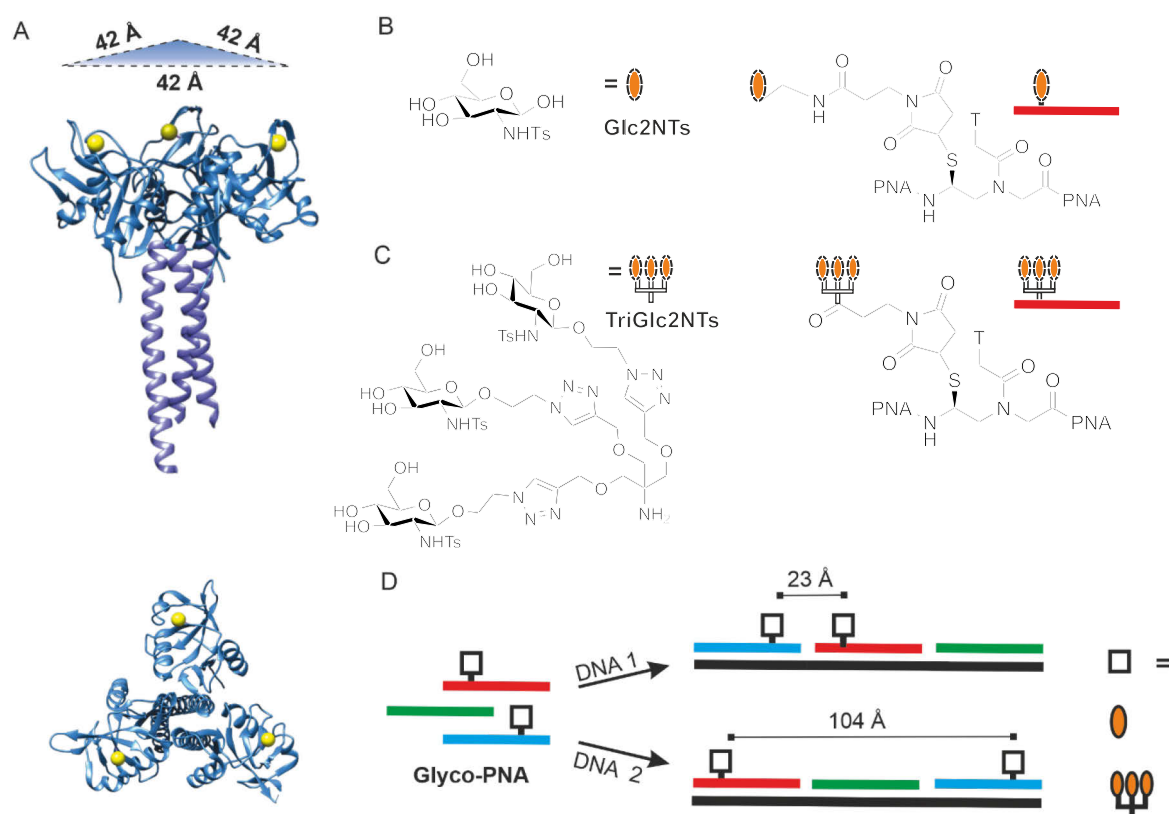 A
42 Å
42 Å
42 Å
B
OH
HO
HO
O
OH
NHTs
=
Glc2NTs
N
H
O
O
N
O
S
T
O
O
PNA
N
H
N
PNA
C
OH
HO
HO
O
O
TsHN
=
TriGlc2NTs
OH
HO
HO
O
O
NHTs
N
N
N
N
N
N
O
O
OH
HO
HO
O
O
NHTs
N
N
N
O
NH2
O
O
N
O
S
T
O
O
PNA
N
H
N
PNA
D
Glyco-PNA
DNA 1
DNA 2
23 Å
104 Å
=